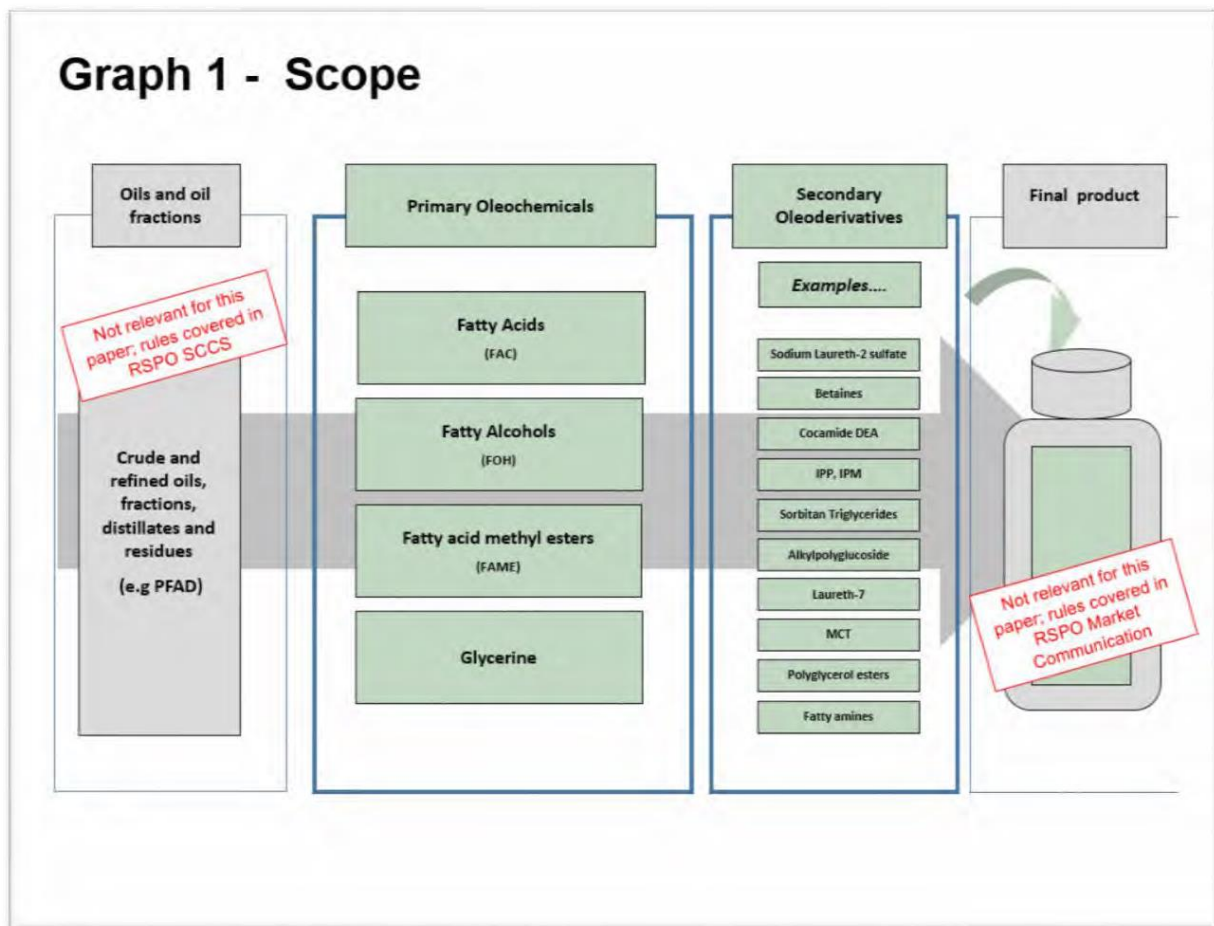 Graph 1 -  Scope
Oils and oil
fractions
Not relevant for this
paper; rules covered in
RSPO SCCS
Crude and
refined oils,
fractions,
distillates and
residues
(e.g PFAD)
Primary Oleochemicals
Fatty Acids
(FAC)
Fatty Alcohols
(FOH)
Fatty acid methyl esters
(FAME)
Glycerine
Secondary
Oleoderivatives
Examples....
Sodium Laureth-2 sulfate
Betaines
Cocamide DEA
IPP, IPM
Sorbitan Triglycerides
Alkylpolyglucoside
Laureth-7
MCT
Polyglycerol esters
Fatty amines
Final product
Not relevant for this
paper; rules covered in
RSPO Market
Communication